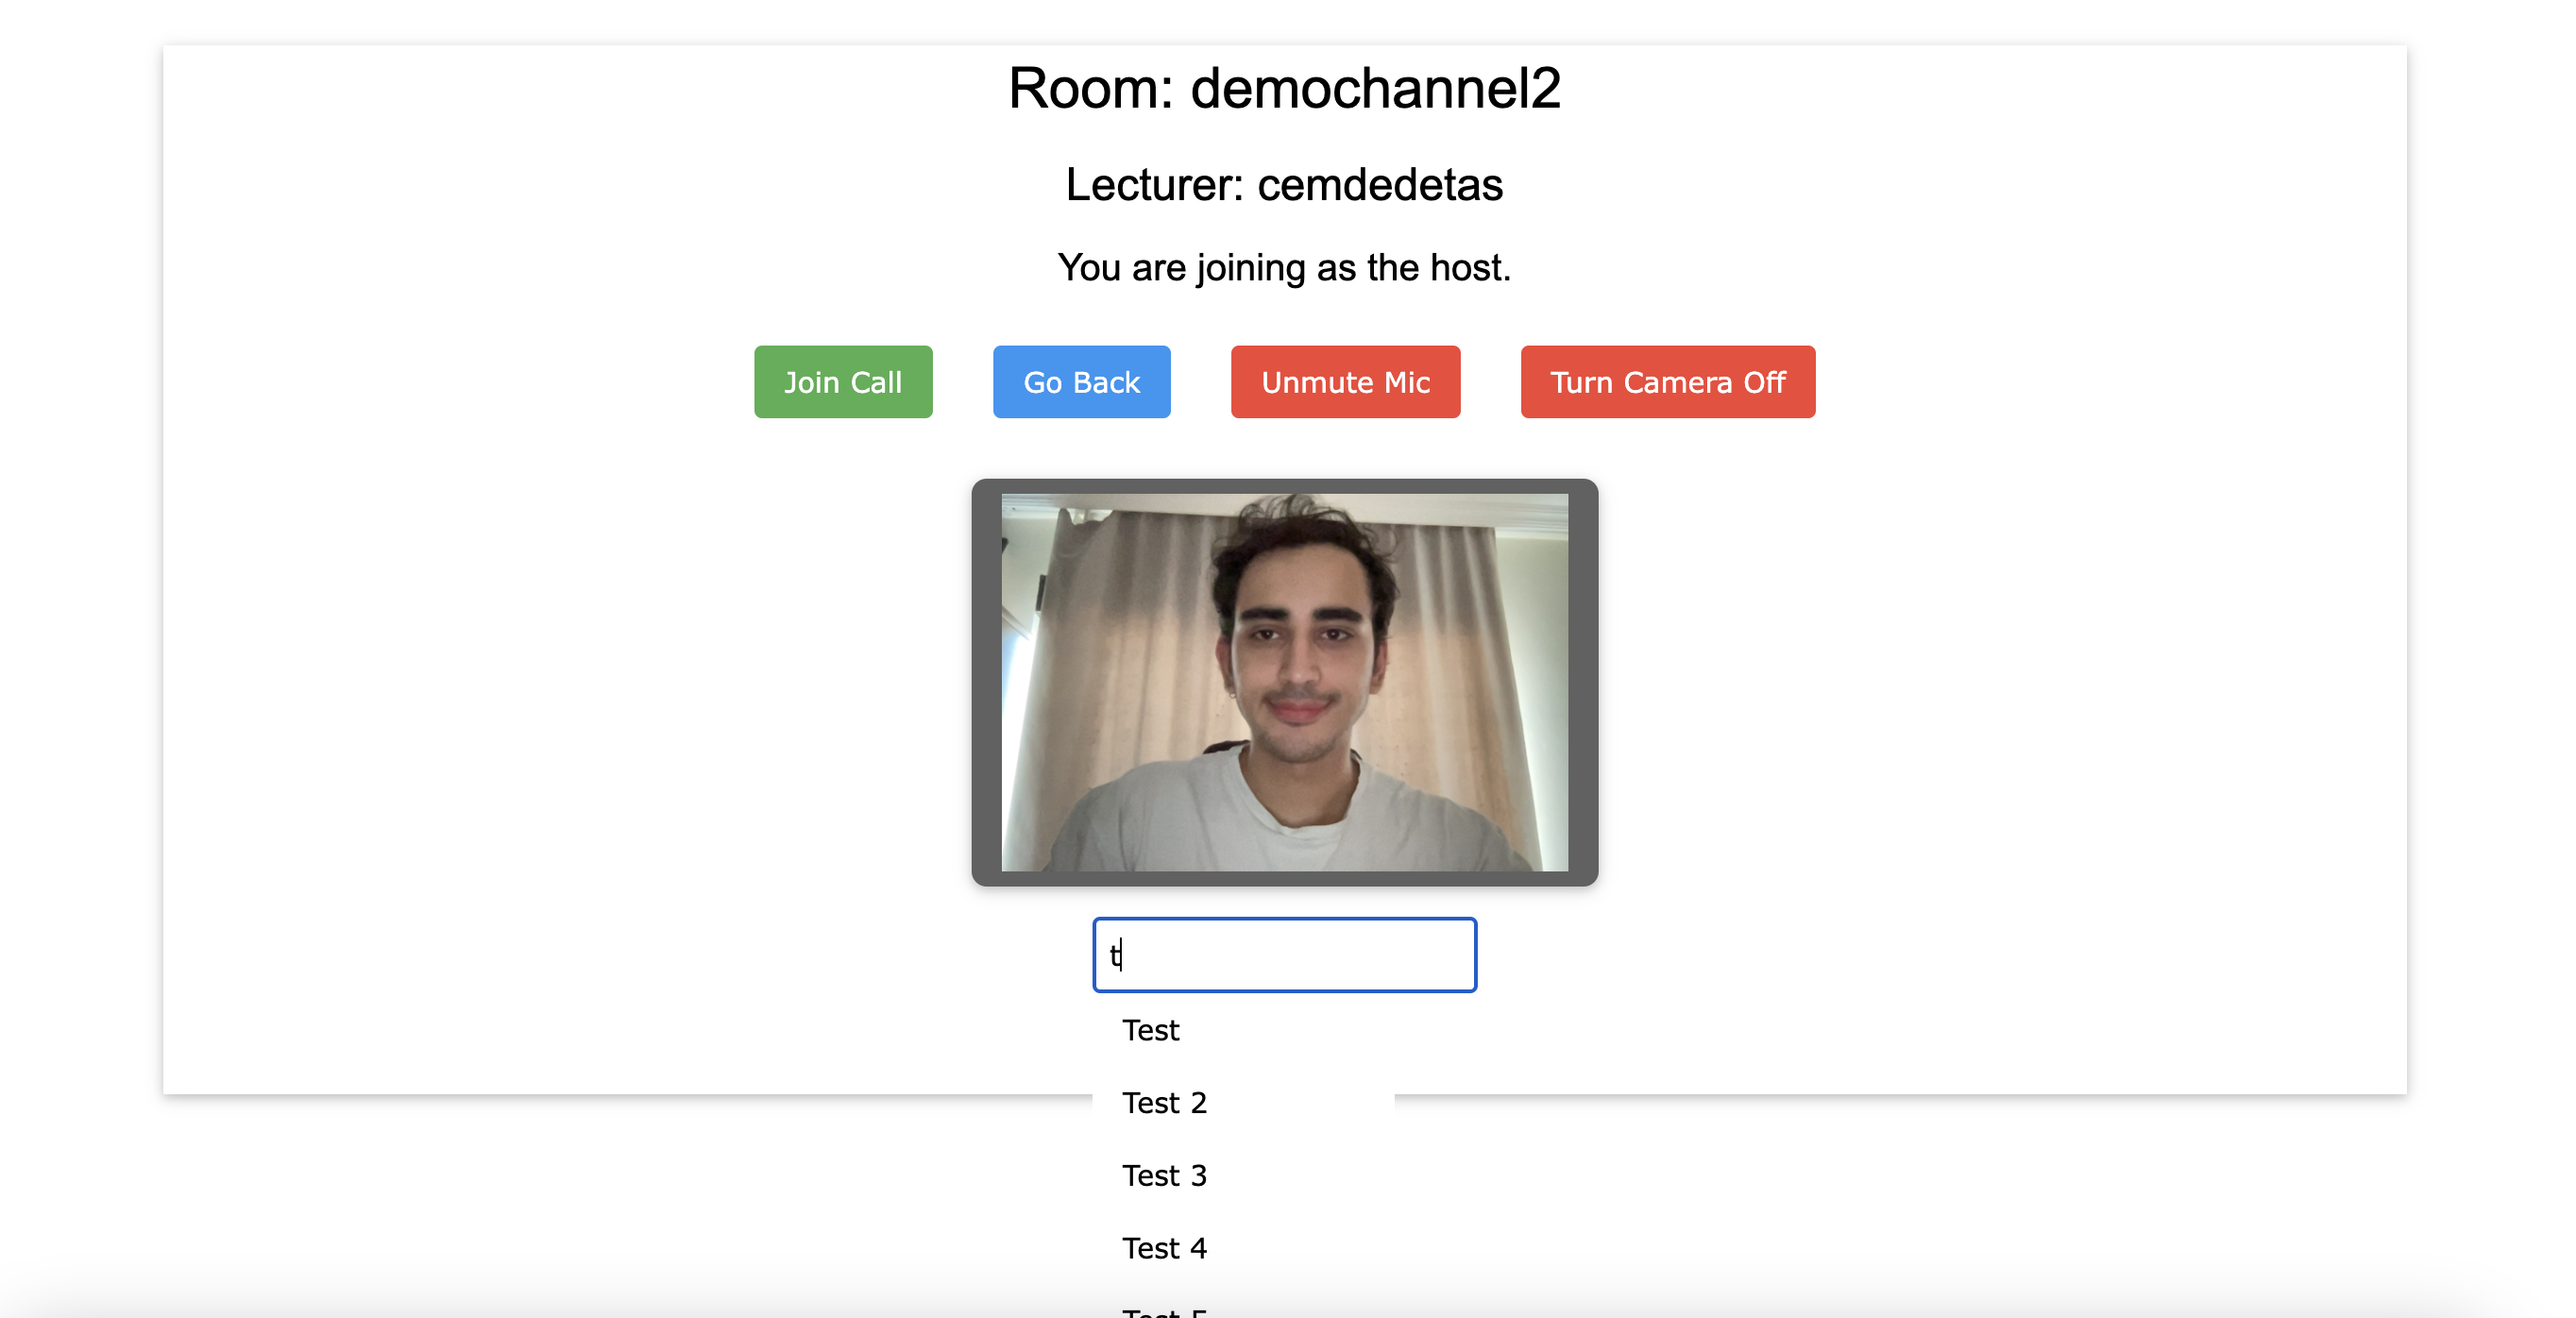 Room: demochannel2
Lecturer: cemdedetas
You are joining as the host.
Join Call Go Back Unmute Mic Turn Camera Off
t
Test
Test 2
Test 3
Test 4